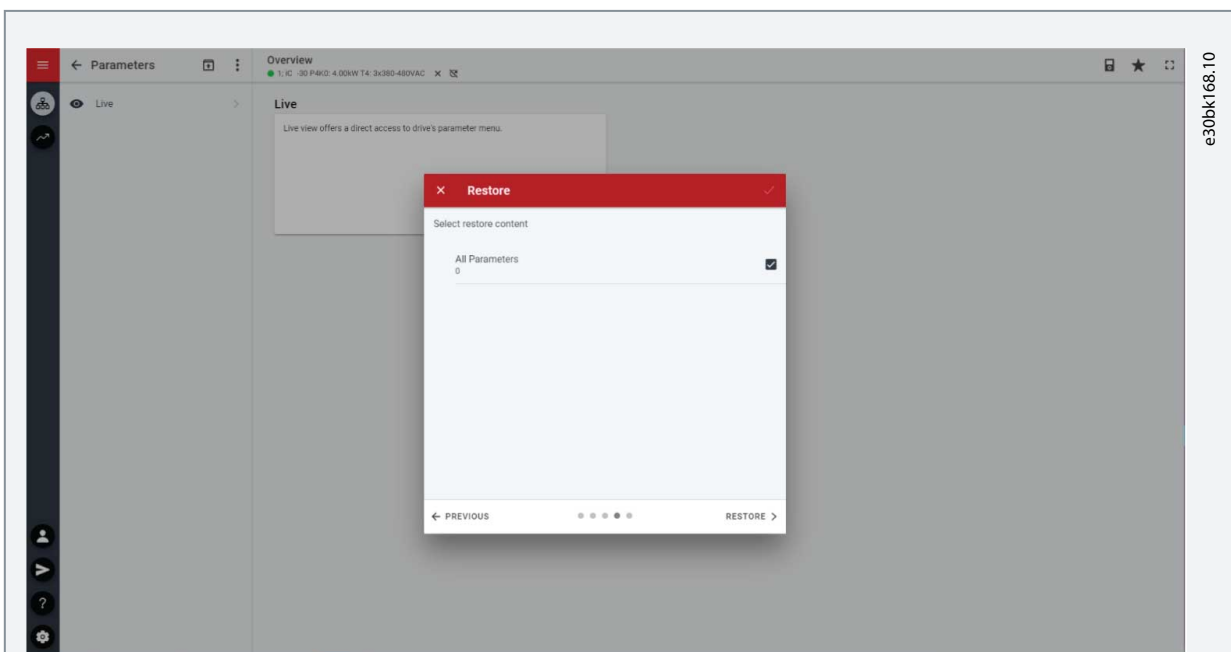 Parameters
Overview
1; iC -30 P4K0: 4.00kW T4: 3x380-480VAC
Live
Live
Live view offers a direct access to drive's parameter menu.
Restore
Select restore content
All Parameters
0
PREVIOUS
RESTORE
?
e30bk168.10